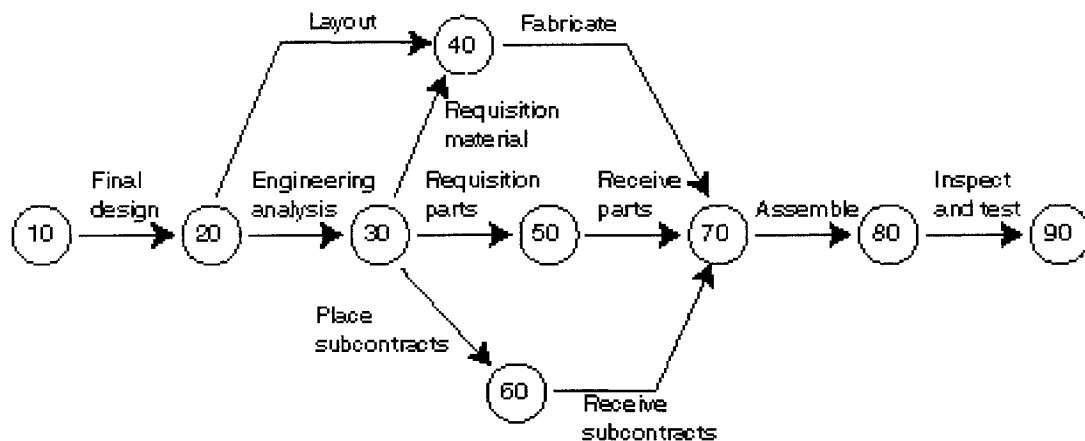 Layout
Fabricate
40
Requisition
material
Final
design
Engineering
analysis
Requisition
parts
Receive
parts
Assemble
Inspect
and test
10
20
30
50
70
80
90
Place
subcontracts
60
Receive
subcontracts